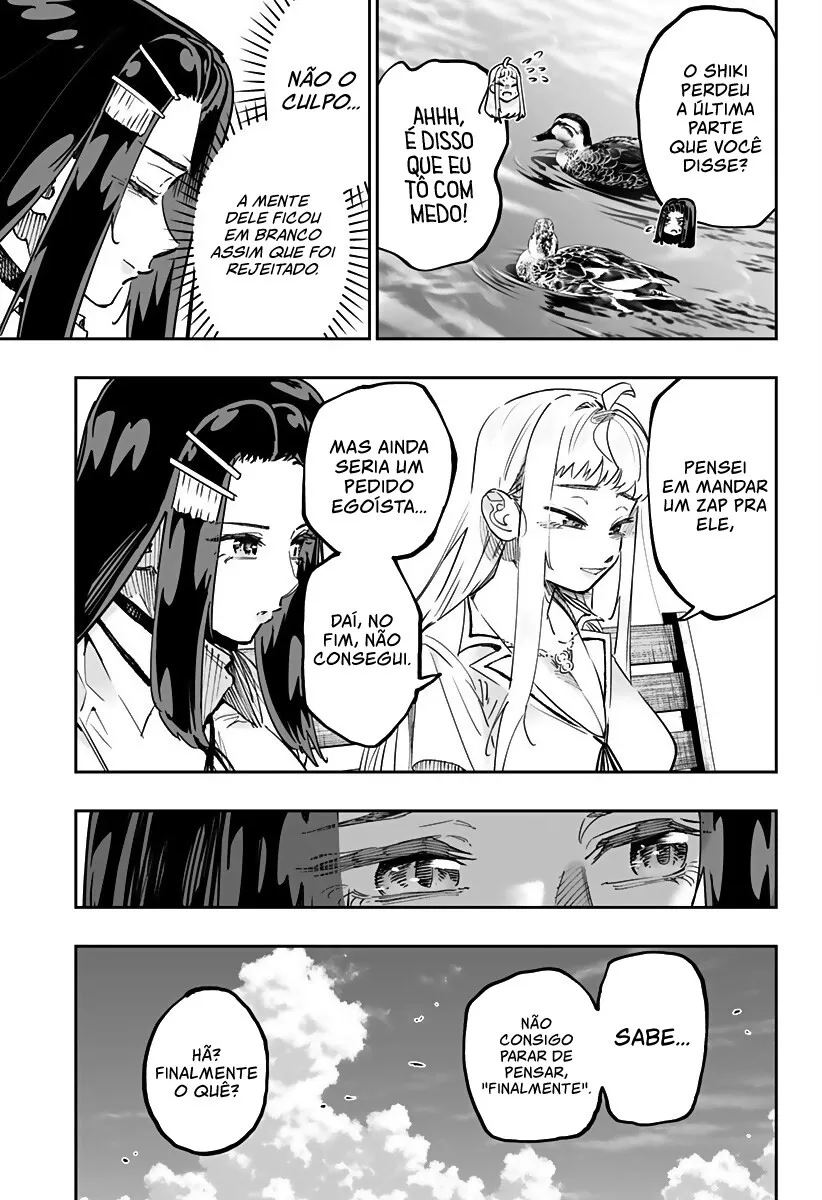 O SHIKI
PERDEU
A ÚLTIMA
PARTE
QUE VOCÊ
DISSE?
AHHH,
É DISSO
QUE EU
TÔ COM
MEDO!
NÃO O
CULPO...
A MENTE
DELE FICOU
EM BRANCO
ASSIM QUE FOI
REJEITADO.
PENSEI
EM MANDAR
UM ZAP PRA
ELE,
MAS AINDA
SERIA UM
PEDIDO
EGOÍSTA...
DAÍ, NO
FIM, NÃO
CONSEGUI.
SABE...
NÃO
CONSIGO
PARAR DE
PENSAR,
"FINALMENTE".
HÃ?
FINALMENTE
O QUÊ?